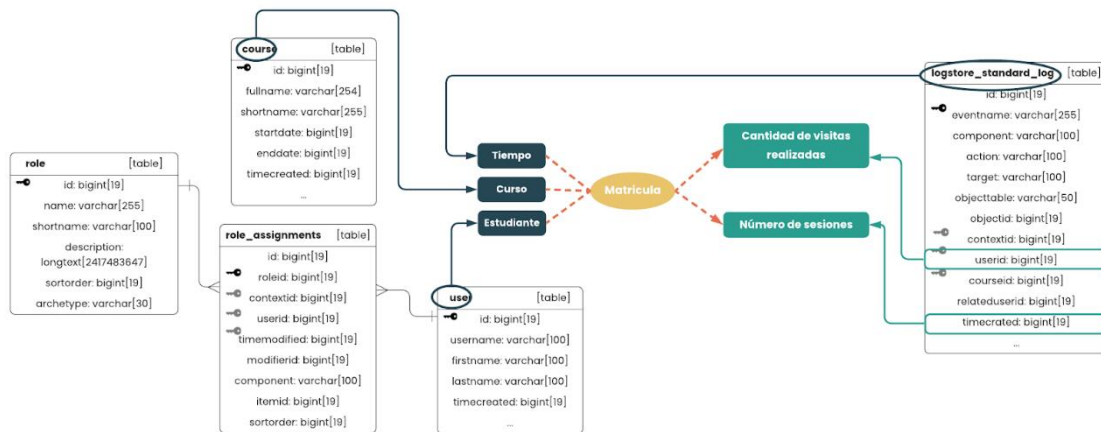 course [table]
id: bigint[19]
fullname: varchar[254]
shortname: varchar[255]
startdate: bigint[19]
enddate: bigint[19]
timecreated: bigint[19]
...
role [table]
id: bigint[19]
name: varchar[255]
shortname: varchar[100]
description:
longtext[2417483647]
sortorder: bigint[19]
archetype: varchar[30]
role_assignments [table]
id: bigint[19]
roleid: bigint[19]
contextid: bigint[19]
userid: bigint[19]
timemodified: bigint[19]
modifierid: bigint[19]
component: varchar[100]
itemid: bigint[19]
sortorder: bigint[19]
user [table]
id: bigint[19]
username: varchar[100]
firstname: varchar[100]
lastname: varchar[100]
timecreated: bigint[19]
...
Tiempo
Curso
Estudiante
Matricula
Cantidad de visitas
realizadas
Número de sesiones
logstore_standard_log [table]
id: bigint[19]
eventname: varchar[255]
component: varchar[100]
action: varchar[100]
target: varchar[100]
objecttable: varchar[50]
objectid: bigint[19]
contextid: bigint[19]
userid: bigint[19]
courseid: bigint[19]
relateduserid: bigint[19]
timecrated: bigint[19]
...